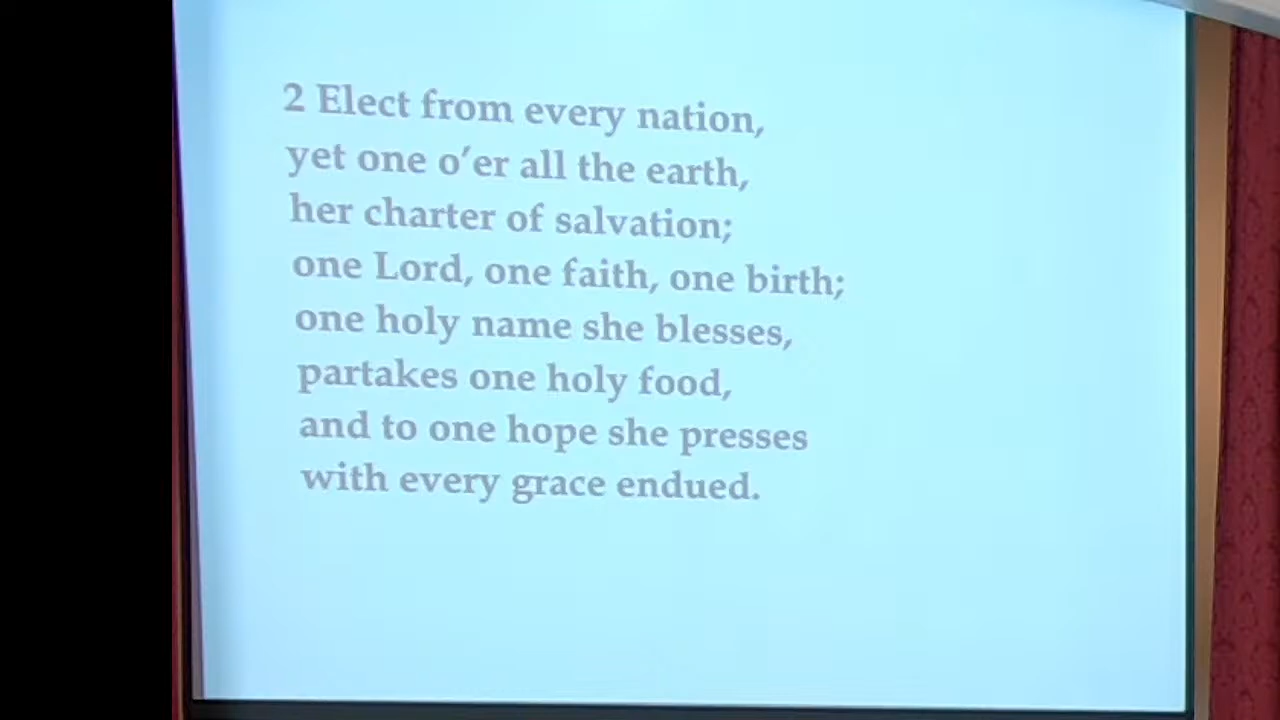 2 Elect from every nation,
yet one o’er all the earth,
her charter of salvation;
one Lord, one faith, one birth;
one holy name she blesses,
partakes one holy food,
and to one hope she presses
with every grace endued.